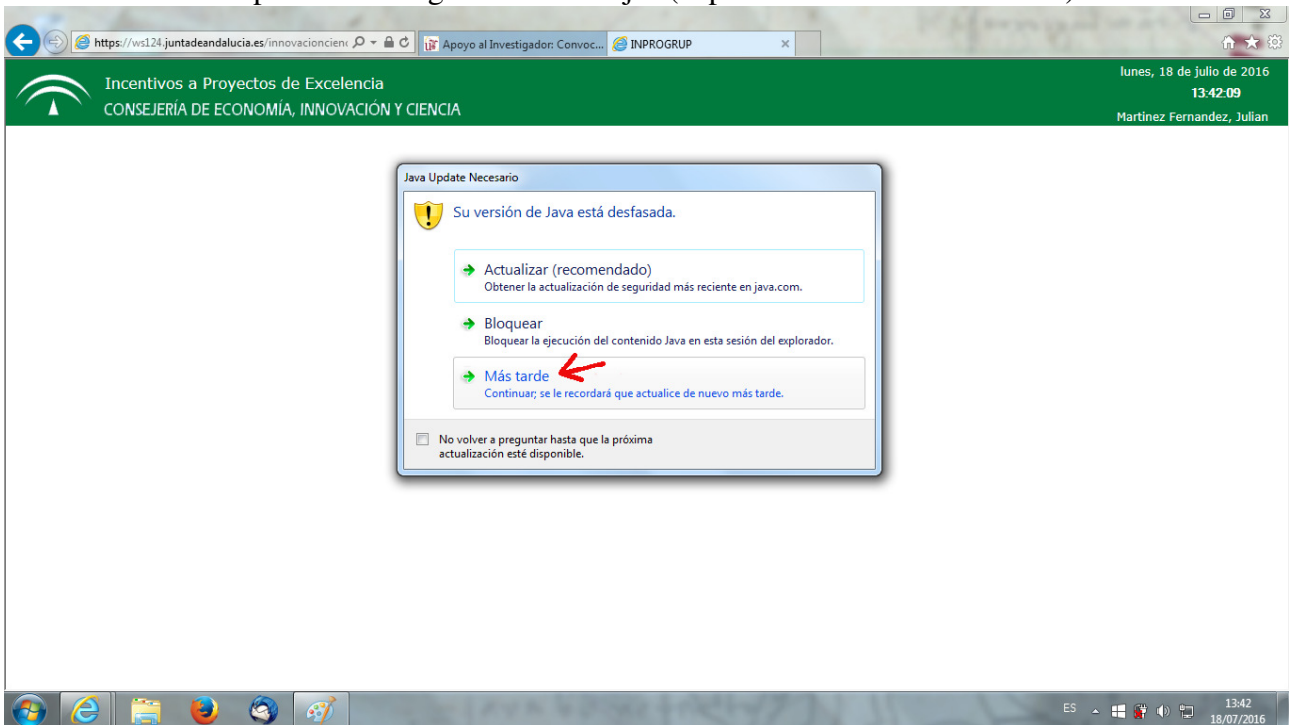 https://ws124.juntadeandalucia.es/innovacioncienc
Apoyo al Investigador: Convoc...
INPROGRUP
Incentivos a Proyectos de Excelencia
CONSEJERÍA DE ECONOMÍA, INNOVACIÓN Y CIENCIA
lunes, 18 de julio de 2016
13:42:09
Martinez Fernandez, Julian
Java Update Necesario
Su versión de Java está desfasada.
Actualizar (recomendado)
Obtener la actualización de seguridad más reciente en java.com.
Bloquear
Bloquear la ejecución del contenido Java en esta sesión del explorador.
Más tarde
Continuar; se le recordará que actualice de nuevo más tarde.
No volver a preguntar hasta que la próxima
actualización esté disponible.
ES
13:42
18/07/2016